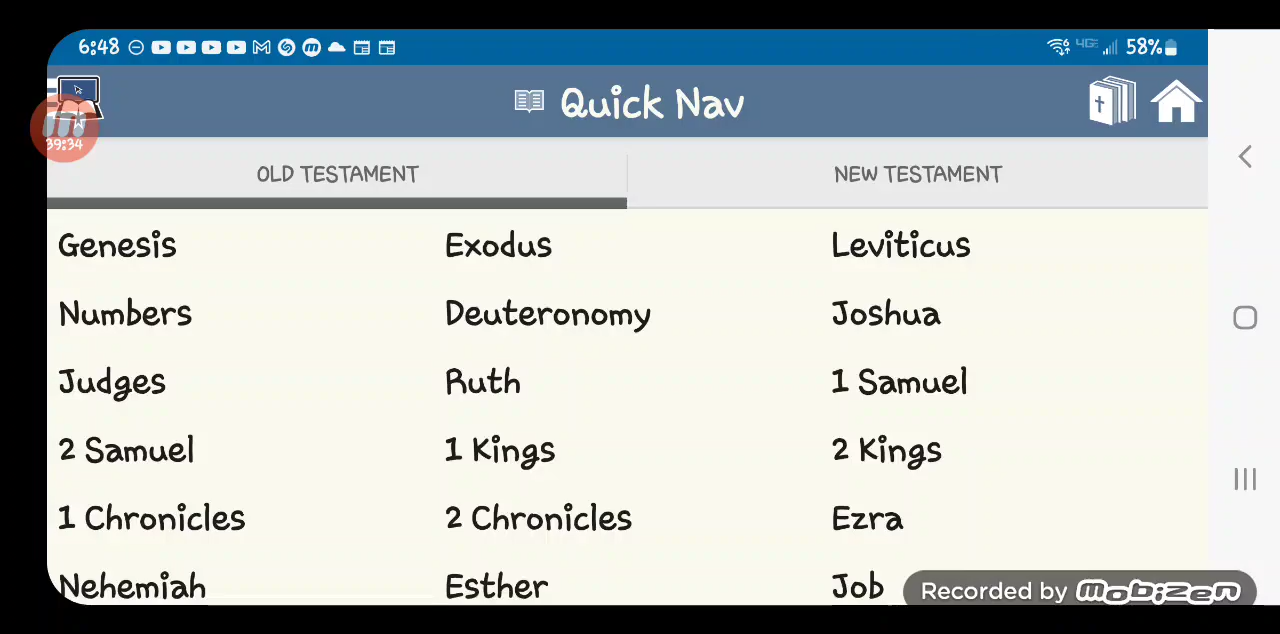 6:48 58%
Quick Nav
39:34
OLD TESTAMENT NEW TESTAMENT
Genesis Exodus Leviticus
Numbers Deuteronomy Joshua
Judges Ruth 1 Samuel
2 Samuel 1 Kings 2 Kings
1 Chronicles 2 Chronicles Ezra
Nehemiah Esther Job
Recorded by mobizen